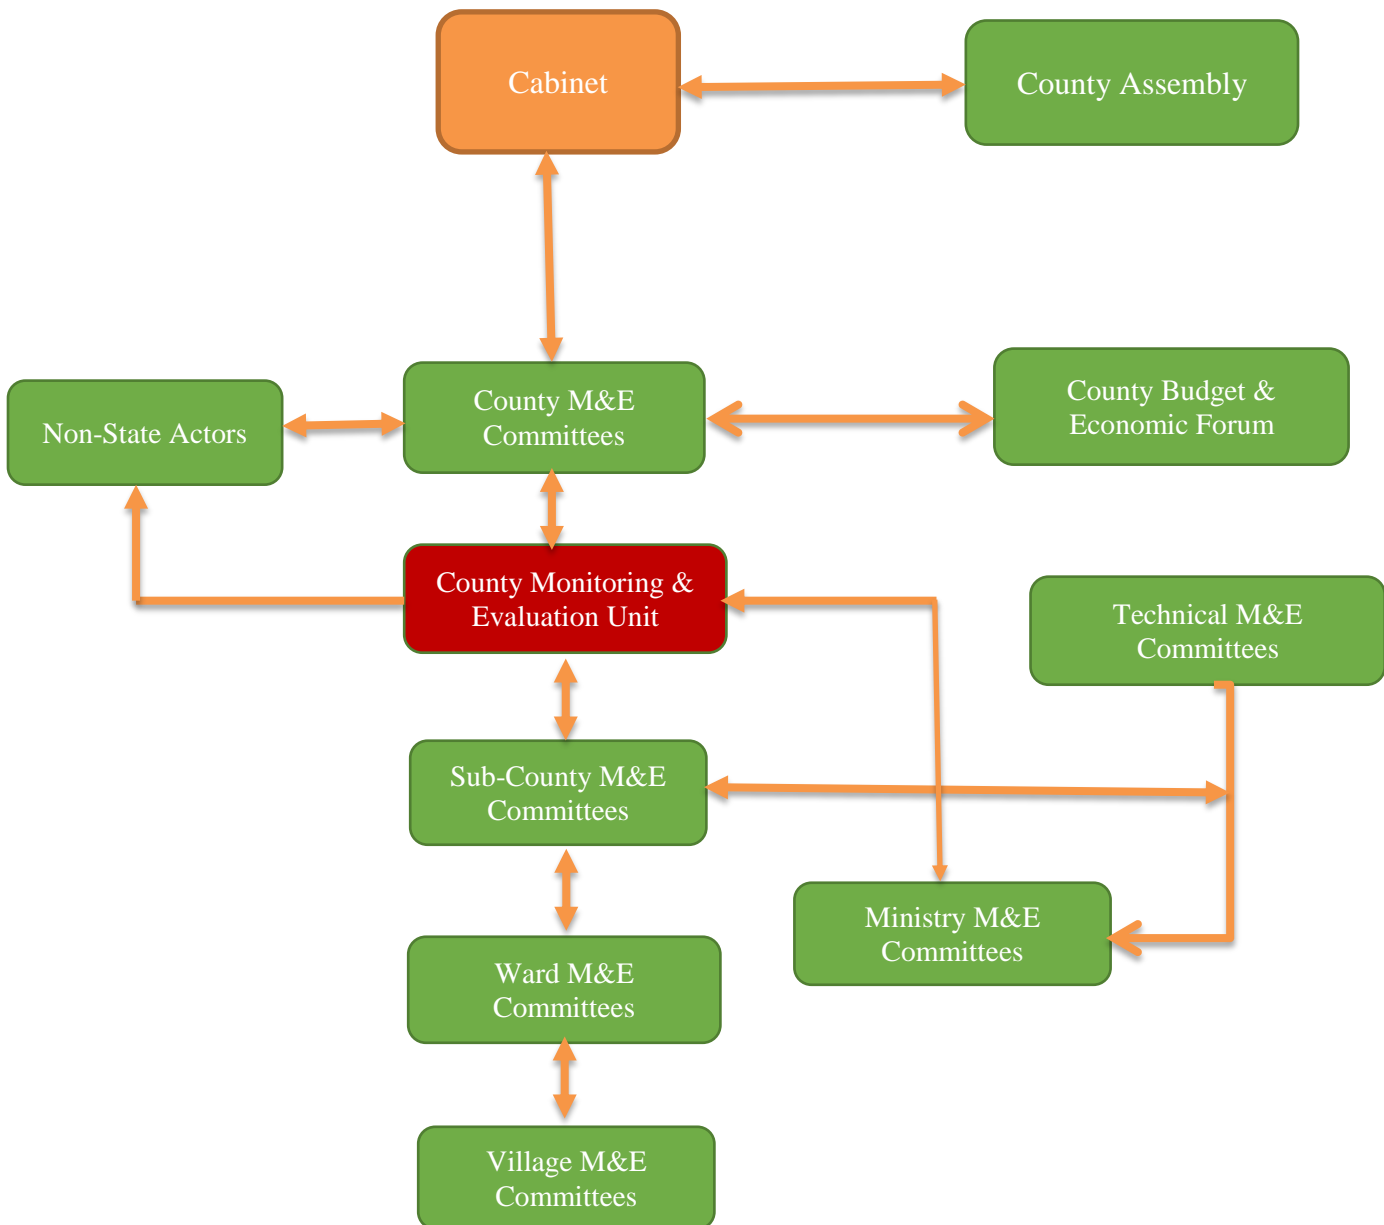 Cabinet
County Assembly
Non-State Actors
County M&E
Committees
County Budget &
Economic Forum
County Monitoring &
Evaluation Unit
Technical M&E
Committees
Sub-County M&E
Committees
Ministry M&E
Committees
Ward M&E
Committees
Village M&E
Committees